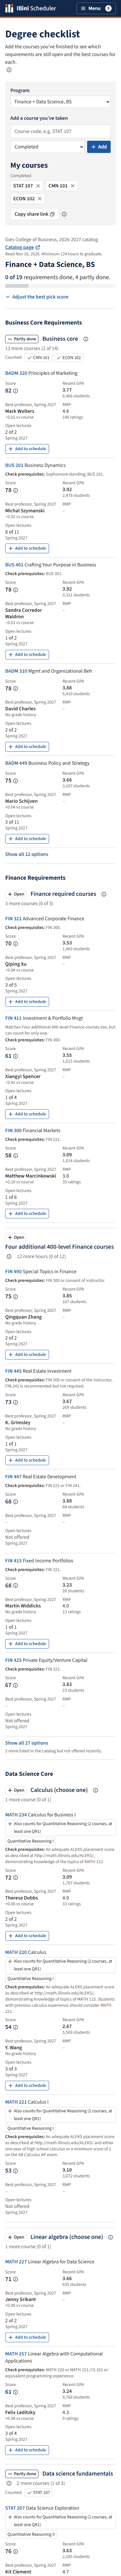 Illini Scheduler
Menu
Degree checklist
Add the courses you've finished to see which
requirements are still open and the best courses for
each.
Program
Finance + Data Science, BS
Add a course you've taken
Course code, e.g. STAT 107
Completed
Add
My courses
Completed
STAT 107
CMN 101
ECON 102
Copy share link
Gies College of Business, 2026-2027 catalog
Catalog page
Finance + Data Science, BS
0 of 19 requirements done, 4 partly done.
Adjust the best pick score
Business Core Requirements
Partly done
Business core
12 more courses (2 of 14)
Counted: CMN 101 ECON 102
BADM 320 Principles of Marketing
Score
82
Recent GPA
3.77
Best professor, Spring 2027
Mark Wolters
RMP
4.8
Open lectures
2 of 2
Spring 2027
Add to schedule
BUS 201 Business Dynamics
Check prerequisites: Sophomore standing, BUS 101.
Score
78
Recent GPA
3.92
Best professor, Spring 2027
Michal Szymanski
RMP
Open lectures
8 of 11
Spring 2027
Add to schedule
BUS 401 Crafting Your Purpose in Business
Check prerequisites: BUS 301
Score
78
Recent GPA
3.92
Best professor, Spring 2027
Sandra Corredor
Waldron
RMP
Open lectures
1 of 2
Spring 2027
Add to schedule
BADM 310 Mgmt and Organizational Beh
Score
78
Recent GPA
3.88
Best professor, Spring 2027
David Charles
No grade history
RMP
Open lectures
2 of 2
Spring 2027
Add to schedule
BADM 449 Business Policy and Strategy
Score
75
Recent GPA
3.66
Best professor, Spring 2027
Mario Schijven
RMP
Open lectures
3 of 11
Spring 2027
Add to schedule
Show all 12 options
Finance Requirements
Open
Finance required courses
3 more courses (0 of 3)
FIN 321 Advanced Corporate Finance
Check prerequisites: FIN 300.
Score
70
Recent GPA
3.53
Best professor, Spring 2027
Qiping Xu
RMP
Open lectures
3 of 5
Spring 2027
Add to schedule
FIN 411 Investment & Portfolio Mngt
Matches Four additional 400-level Finance courses too, but
can count for only one.
Check prerequisites: FIN 300.
Score
61
Recent GPA
3.55
Best professor, Spring 2027
Xiangyi Spencer
RMP
Open lectures
1 of 4
Spring 2027
Add to schedule
FIN 300 Financial Markets
Check prerequisites: FIN 221.
Score
58
Recent GPA
3.09
Best professor, Spring 2027
Matthew Marcinkowski
RMP
3.8
Open lectures
1 of 6
Spring 2027
Add to schedule
Open
Four additional 400-level Finance courses
12 more hours (0 of 12)
FIN 490 Special Topics in Finance
Check prerequisites: FIN 300 or consent of instructor.
Score
75
Recent GPA
3.85
Best professor, Spring 2027
Qingquan Zhang
No grade history
RMP
Open lectures
2 of 2
Spring 2027
Add to schedule
FIN 445 Real Estate Investment
Check prerequisites: FIN 300 or consent of the instructor.
FIN 241 is recommended but not required.
Score
73
Recent GPA
3.67
Best professor, Spring 2027
K. Grimsley
No grade history
RMP
Open lectures
1 of 1
Spring 2027
Add to schedule
FIN 447 Real Estate Development
Check prerequisites: FIN 221 or FIN 241.
Score
68
Recent GPA
3.88
Best professor, Spring 2027
RMP
Open lectures
Not offered
Spring 2027
FIN 415 Fixed Income Portfolios
Check prerequisites: FIN 321.
Score
68
Recent GPA
3.23
Best professor, Spring 2027
Martin Widdicks
No grade history
RMP
4.0
Open lectures
1 of 1
Spring 2027
Add to schedule
FIN 425 Private Equity/Venture Capital
Check prerequisites: FIN 321.
Score
67
Recent GPA
3.83
Best professor, Spring 2027
RMP
Open lectures
Not offered
Spring 2027
Show all 27 options
2 more listed in the catalog but not offered recently.
Data Science Core
Open
Calculus (choose one)
1 more course (0 of 1)
MATH 234 Calculus for Business I
Also counts for Quantitative Reasoning (2 courses, at
least one QR1)
Quantitative Reasoning I
Check prerequisites: An adequate ALEKS placement score
as described at http://math.illinois.edu/ALEKS/,
demonstrating knowledge of the topics of MATH 112.
Score
72
Recent GPA
3.09
Best professor, Spring 2027
Theresa Dobbs
RMP
4.9
Open lectures
2 of 2
Spring 2027
Add to schedule
MATH 220 Calculus
Also counts for Quantitative Reasoning (2 courses, at
least one QR1)
Quantitative Reasoning I
Score
54
Recent GPA
2.67
Best professor, Spring 2027
Y. Wang
No grade history
RMP
Open lectures
3 of 3
Spring 2027
Add to schedule
MATH 221 Calculus I
Also counts for Quantitative Reasoning (2 courses, at
least one QR1)
Quantitative Reasoning I
Score
53
Recent GPA
3.10
Best professor, Spring 2027
RMP
Open lectures
Not offered
Spring 2027
Open
Linear algebra (choose one)
1 more course (0 of 1)
MATH 227 Linear Algebra for Data Science
Score
71
Recent GPA
3.66
Best professor, Spring 2027
Jenny Srikant
RMP
Open lectures
2 of 2
Spring 2027
Add to schedule
MATH 257 Linear Algebra with Computational
Applications
Score
61
Recent GPA
3.24
Best professor, Spring 2027
Felix Leditzky
RMP
4.3
Open lectures
3 of 4
Spring 2027
Add to schedule
Partly done
Data science fundamentals
2 more courses (1 of 3)
Counted: STAT 107
STAT 207 Data Science Exploration
Also counts for Quantitative Reasoning (2 courses, at
least one QR1)
Quantitative Reasoning II
Score
76
Recent GPA
3.63
Best professor, Spring 2027
Kit Clement
RMP
4.7